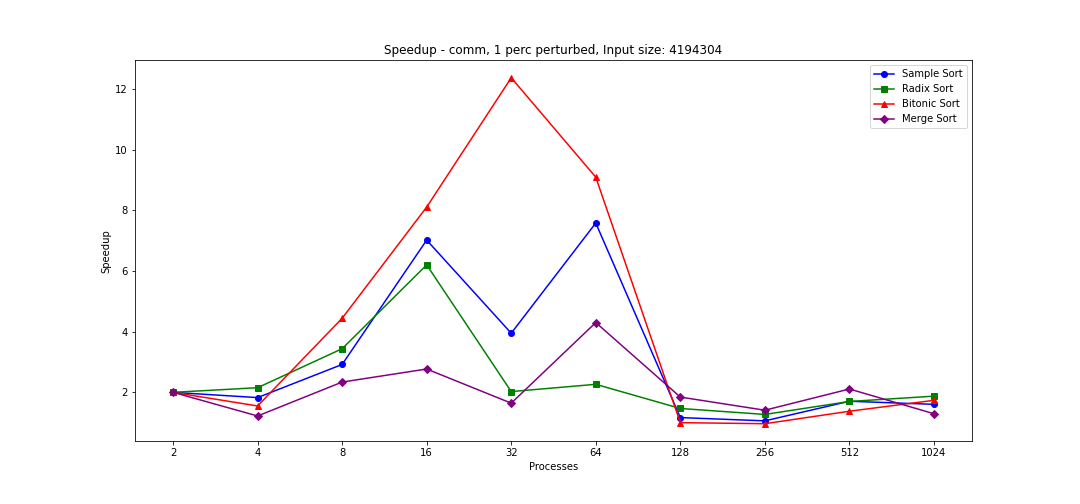 Speedup - comm, 1 perc perturbed, Input size: 4194304
Sample Sort
Radix Sort
Bitonic Sort
Merge Sort
Speedup
12
10
8
6
4
2
2 4 8 16 32 64 128 256 512 1024
Processes